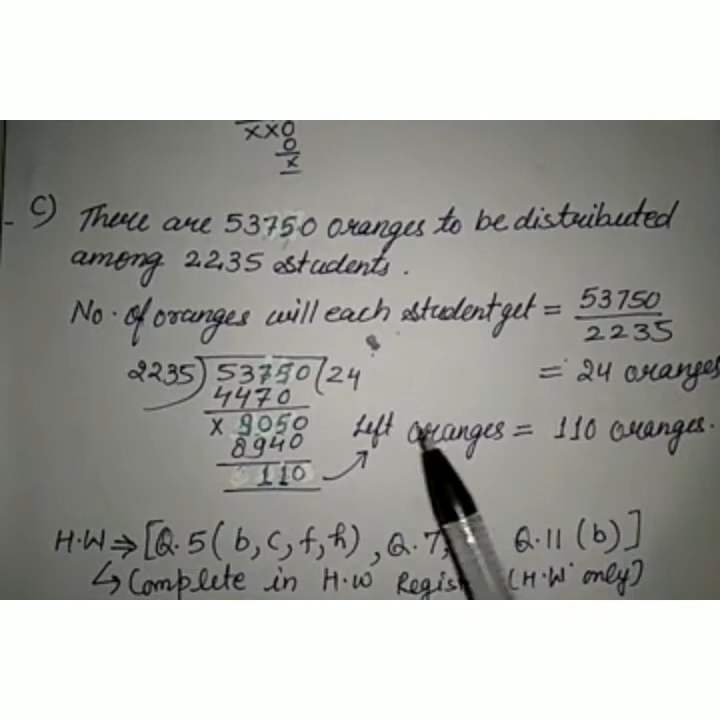 xx0
0
x
C) There are 53750 oranges to be distributed
among 2235 students.
No. of oranges will each student get = 53750/2235
2235) 53750 (24
= 24 oranges
4470
x 9050
Left oranges = 110 oranges.
8940
110
H.W ⇒ [Q.5 (b, c, f, h), Q.7, Q.11 (b)]
↳ Complete in H.W (H.W only)